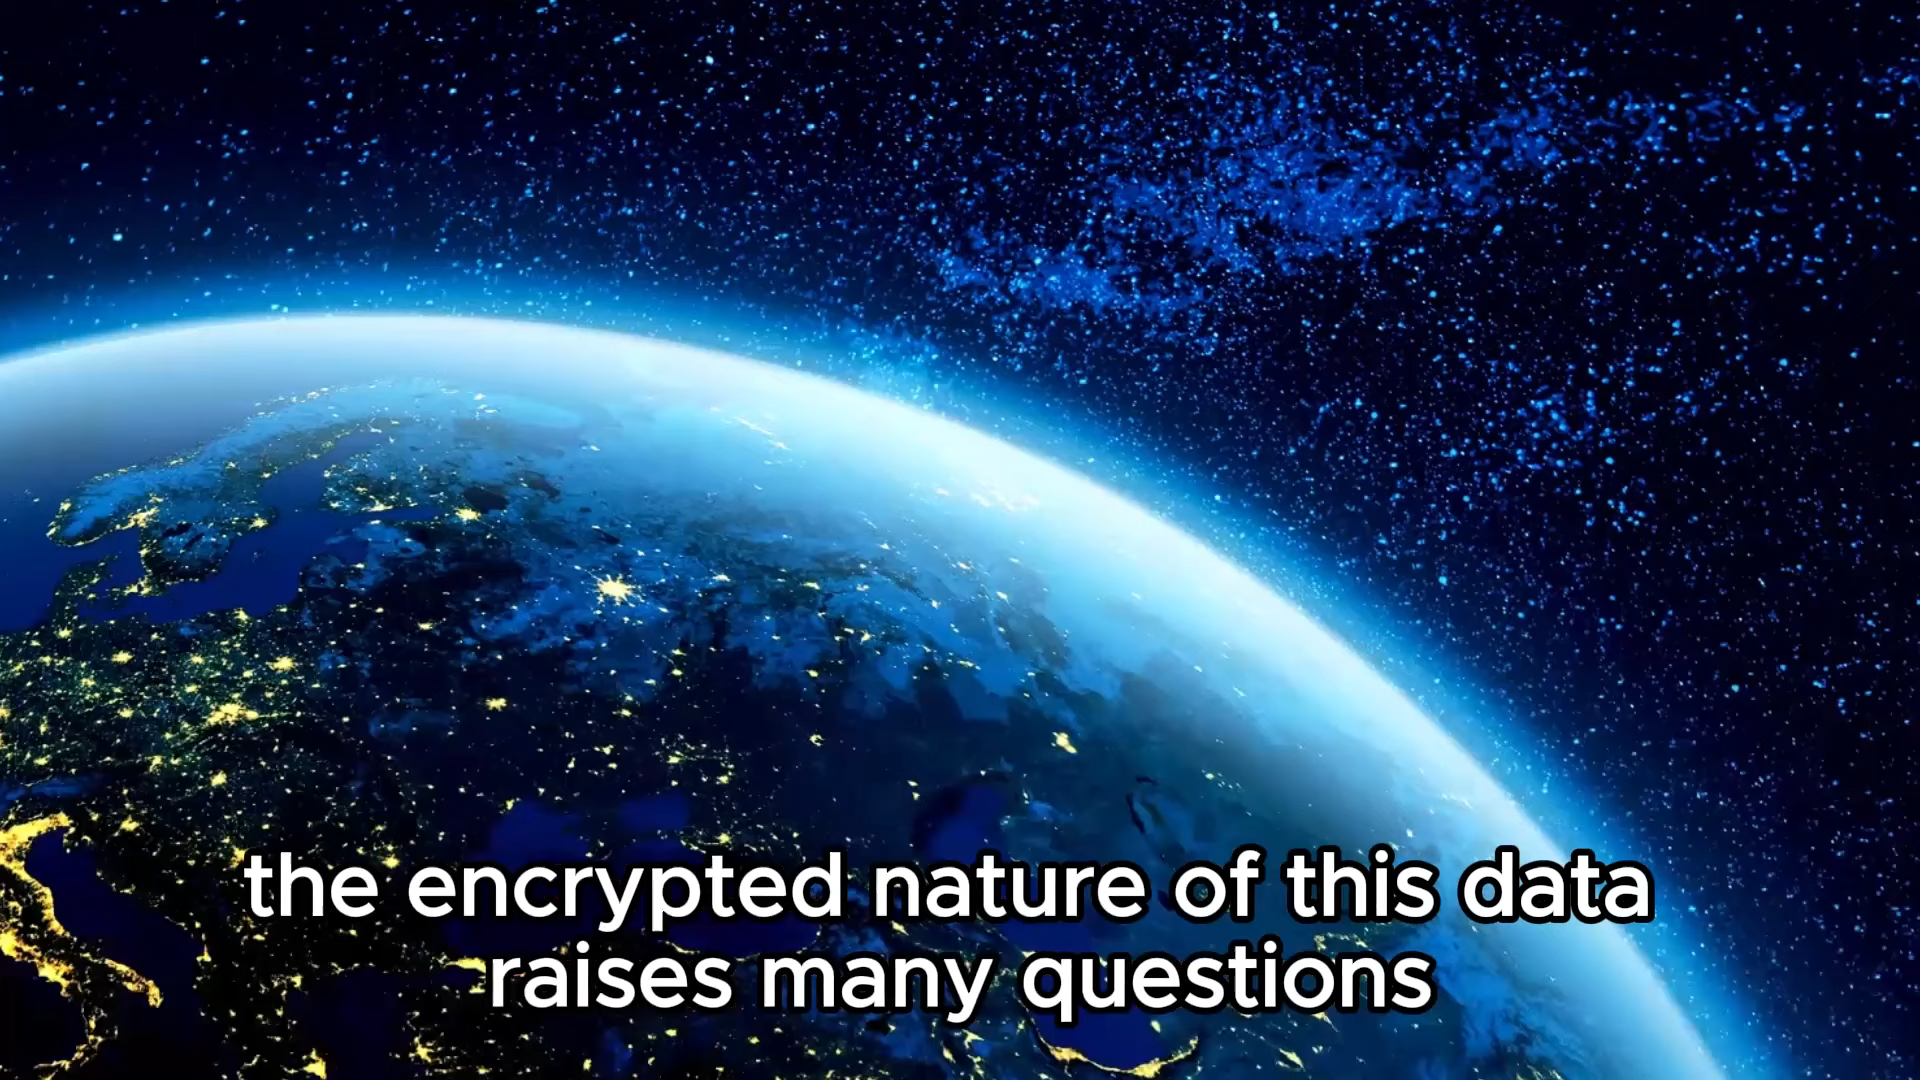 the encrypted nature of this data
raises many questions